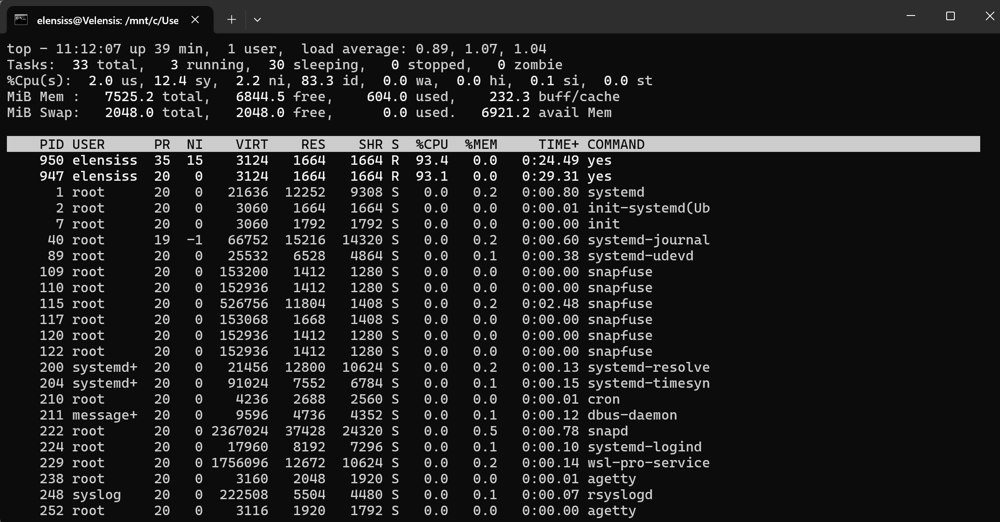 elensiss@Velensis: /mnt/c/Use
top - 11:12:07 up 39 min,  1 user,  load average: 0.89, 1.07, 1.04
Tasks:  33 total,   3 running,  30 sleeping,   0 stopped,   0 zombie
%Cpu(s):  2.0 us, 12.4 sy,  2.2 ni, 83.3 id,  0.0 wa,  0.0 hi,  0.1 si,  0.0 st
MiB Mem :   7525.2 total,   6844.5 free,    604.0 used,    232.3 buff/cache
MiB Swap:   2048.0 total,   2048.0 free,      0.0 used.   6921.2 avail Mem
PID USER      PR  NI    VIRT    RES    SHR S  %CPU  %MEM     TIME+ COMMAND
950 elensiss  35  15    3124   1664   1664 R  93.4   0.0   0:24.49 yes
947 elensiss  20   0    3124   1664   1664 R  93.1   0.0   0:29.31 yes
1 root      20   0   21636  12252   9308 S   0.0   0.2   0:00.80 systemd
2 root      20   0    3060   1664   1664 S   0.0   0.0   0:00.01 init-systemd(Ub
7 root      20   0    3060   1792   1792 S   0.0   0.0   0:00.00 init
40 root      19  -1   66752  15216  14320 S   0.0   0.2   0:00.60 systemd-journal
89 root      20   0   25532   6528   4864 S   0.0   0.1   0:00.38 systemd-udevd
109 root      20   0  153200   1412   1280 S   0.0   0.0   0:00.00 snapfuse
110 root      20   0  152936   1412   1280 S   0.0   0.0   0:00.00 snapfuse
115 root      20   0  526756  11804   1408 S   0.0   0.2   0:02.48 snapfuse
117 root      20   0  153068   1668   1408 S   0.0   0.0   0:00.00 snapfuse
120 root      20   0  152936   1412   1280 S   0.0   0.0   0:00.00 snapfuse
122 root      20   0  152936   1412   1280 S   0.0   0.0   0:00.00 snapfuse
200 systemd+  20   0   21456  12800  10624 S   0.0   0.2   0:00.13 systemd-resolve
204 systemd+  20   0   91024   7552   6784 S   0.0   0.1   0:00.15 systemd-timesyn
210 root      20   0    4236   2688   2560 S   0.0   0.0   0:00.01 cron
211 message+  20   0    9596   4736   4352 S   0.0   0.1   0:00.12 dbus-daemon
222 root      20   0 2367024  37428  24320 S   0.0   0.5   0:00.78 snapd
224 root      20   0   17960   8192   7296 S   0.0   0.1   0:00.10 systemd-logind
229 root      20   0 1756096  12672  10624 S   0.0   0.2   0:00.14 wsl-pro-service
238 root      20   0    3160   2048   1920 S   0.0   0.0   0:00.01 agetty
248 syslog    20   0  222508   5504   4480 S   0.0   0.1   0:00.07 rsyslogd
252 root      20   0    3116   1920   1792 S   0.0   0.0   0:00.00 agetty